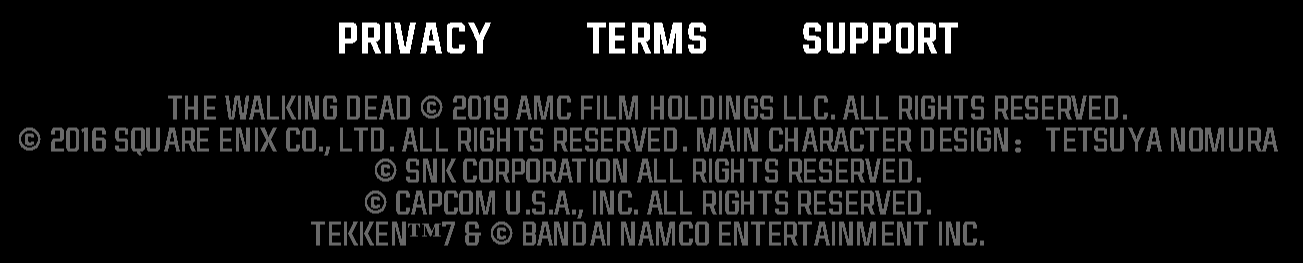 PRIVACY TERMS SUPPORT
THE WALKING DEAD © 2019 AMC FILM HOLDINGS LLC. ALL RIGHTS RESERVED.
© 2016 SQUARE ENIX CO., LTD. ALL RIGHTS RESERVED. MAIN CHARACTER DESIGN： TETSUYA NOMURA
© SNK CORPORATION ALL RIGHTS RESERVED.
© CAPCOM U.S.A., INC. ALL RIGHTS RESERVED.
TEKKEN™7 & © BANDAI NAMCO ENTERTAINMENT INC.